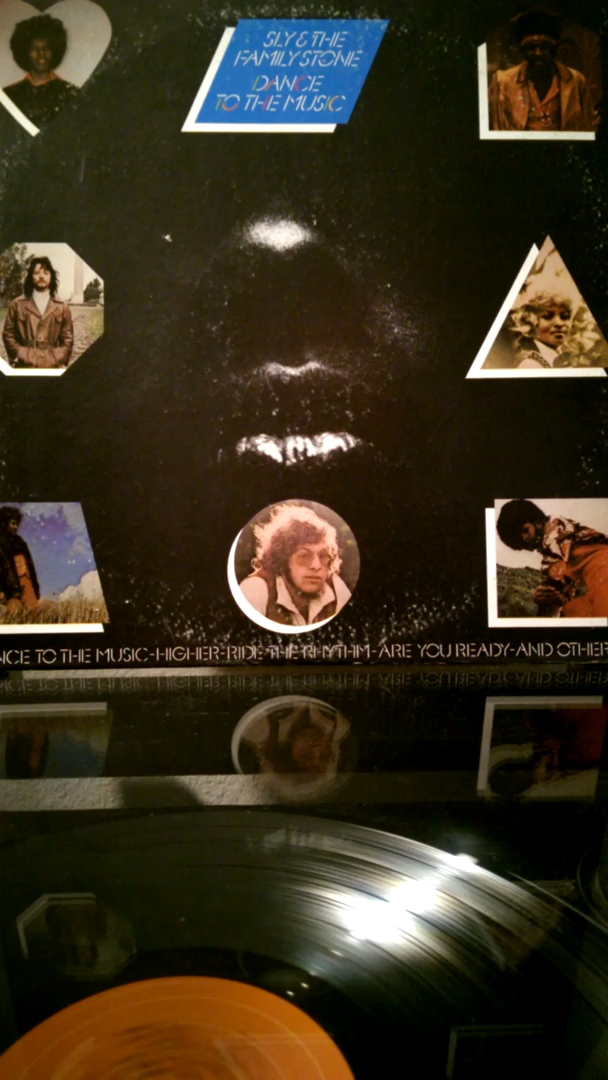 SLY & THE
FAMILY STONE
DANCE
TO THE MUSIC
NCE TO THE MUSIC-HIGHER-RIDE THE RHYTHM-ARE YOU READY-AND OTHER